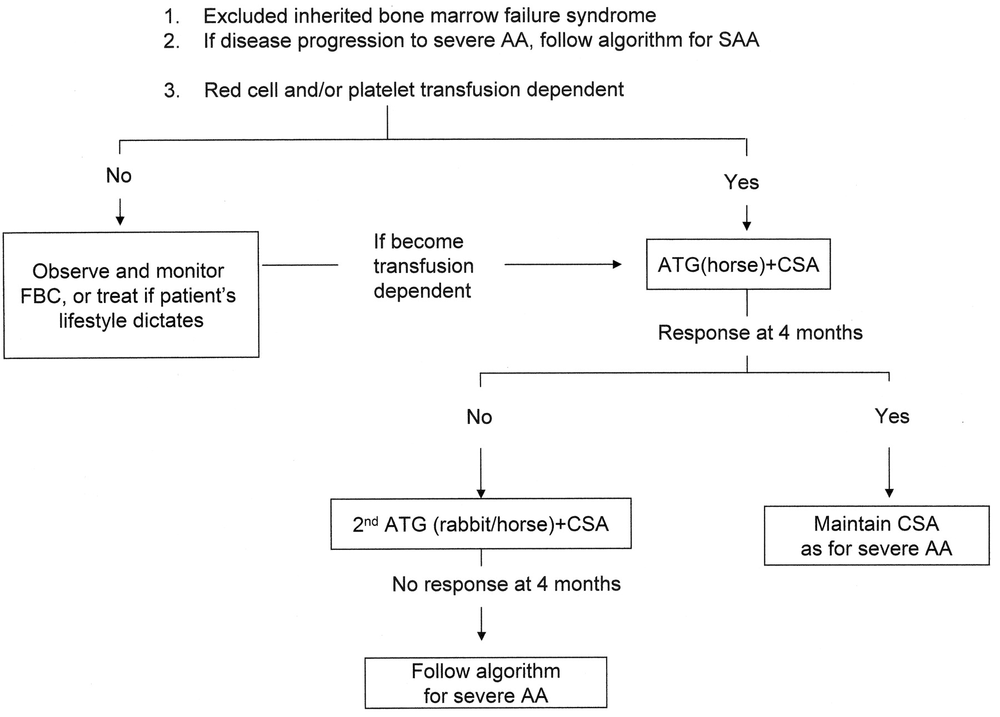 1. Excluded inherited bone marrow failure syndrome
2. If disease progression to severe AA, follow algorithm for SAA
3. Red cell and/or platelet transfusion dependent
No
Yes
Observe and monitor
FBC, or treat if patient's
lifestyle dictates
If become
transfusion
dependent
ATG(horse)+CSA
Response at 4 months
No
Yes
2nd ATG (rabbit/horse)+CSA
Maintain CSA
as for severe AA
No response at 4 months
Follow algorithm
for severe AA